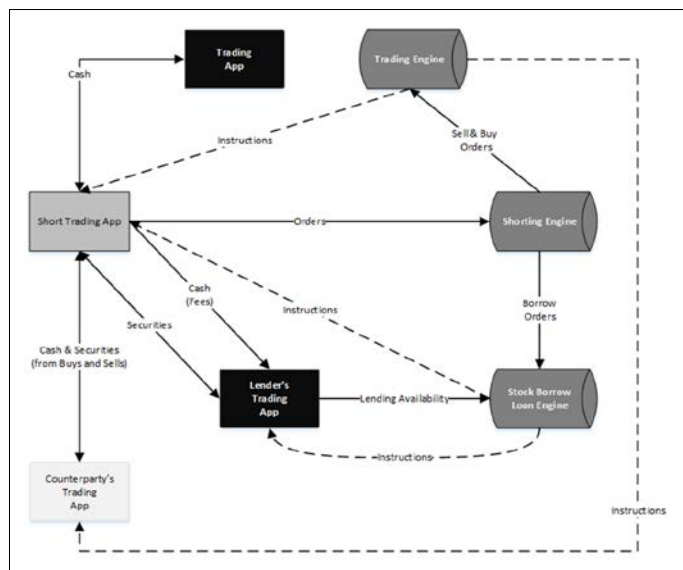 Trading
App
Trading Engine
Cash
Instructions
Sell& Buy
Orders
Short Trading App
Orders
Shorting Engine
Cash
(Fees)
Instructions
Borrow
Orders
Securities
Cash & Securities
(from Buys and Sells)
Lender's
Trading
App
Lending Availability
Stock Borrow
Loan Engine
Instructions
Counterparty's
Trading
App
Instructions